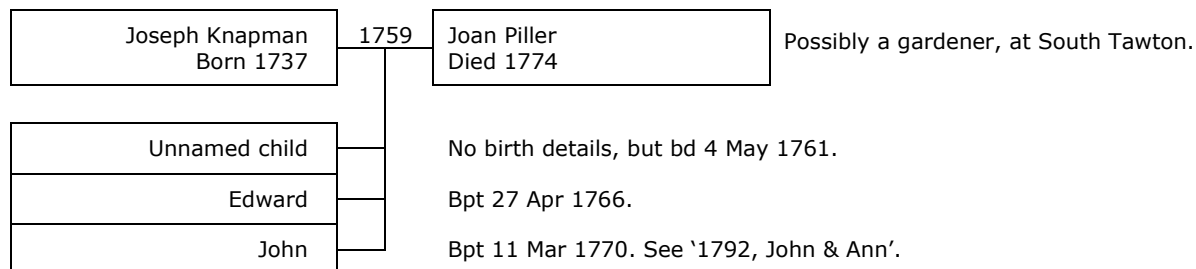 Joseph Knapman
Born 1737
1759
Joan Piller
Died 1774
Possibly a gardener, at South Tawton.
Unnamed child
No birth details, but bd 4 May 1761.
Edward
Bpt 27 Apr 1766.
John
Bpt 11 Mar 1770. See ‘1792, John & Ann’.